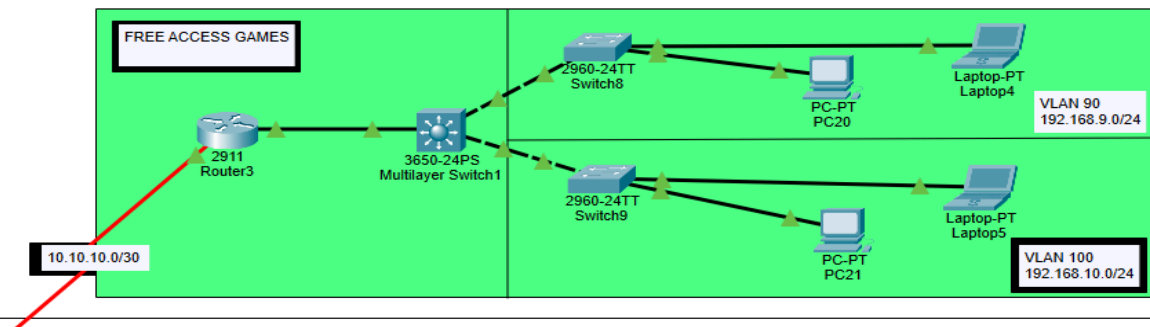 FREE ACCESS GAMES
2911
Router3
3650-24PS
Multilayer Switch1
2960-24TT
Switch8
PC-PT
PC20
Laptop-PT
Laptop4
VLAN 90
192.168.9.0/24
2960-24TT
Switch9
PC-PT
PC21
Laptop-PT
Laptop5
VLAN 100
192.168.10.0/24
10.10.10.0/30